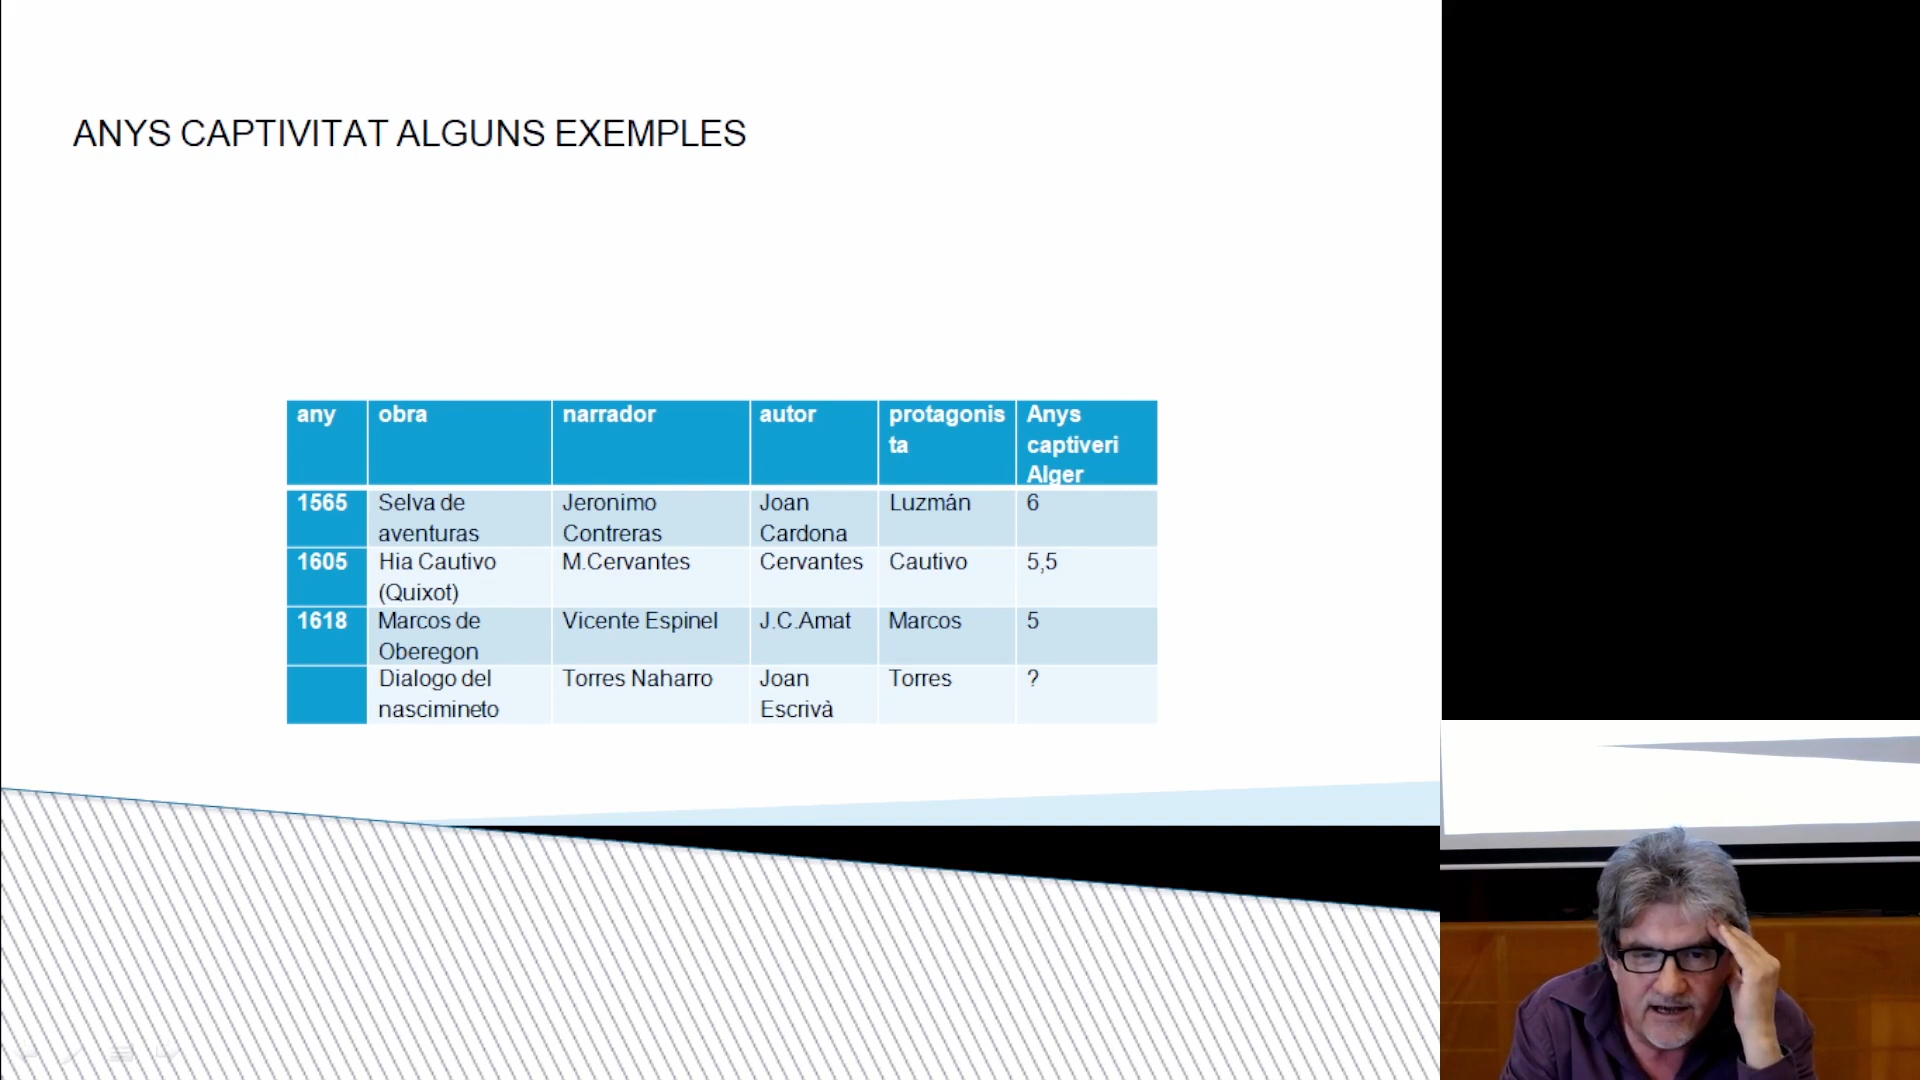 ANYS CAPTIVITAT ALGUNS EXEMPLES
any obra narrador autor protagonis Anys
ta captiveri
Alger
1565 Selva de Jeronimo Joan Luzmán 6
aventuras Contreras Cardona
1605 Hia Cautivo M.Cervantes Cervantes Cautivo 5,5
(Quixot)
1618 Marcos de Vicente Espinel J.C.Amat Marcos 5
Oberegon
Dialogo del Torres Naharro Joan Torres ?
nascimineto Escrivà